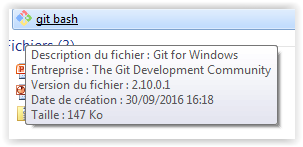 git bash
Fichiers (2)
Description du fichier : Git for Windows
Entreprise : The Git Development Community
Version du fichier : 2.10.0.1
Date de création : 30/09/2016 16:18
Taille : 147 Ko